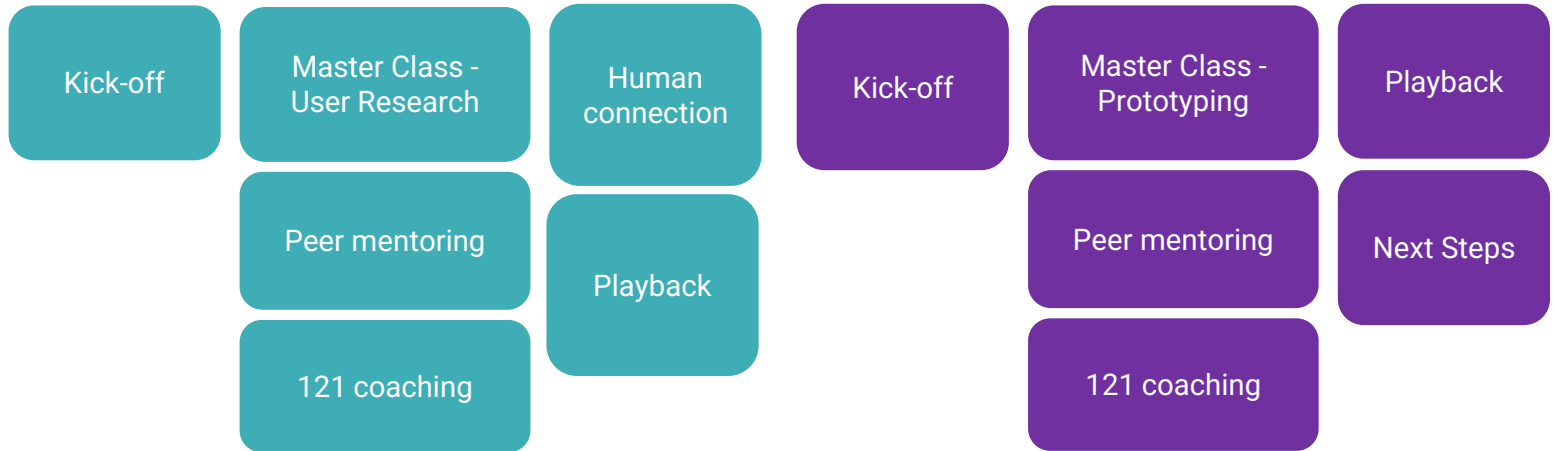 Kick-off
Master Class -
User Research
Peer mentoring
121 coaching
Human
connection
Playback
Kick-off
Master Class -
Prototyping
Peer mentoring
121 coaching
Playback
Next Steps